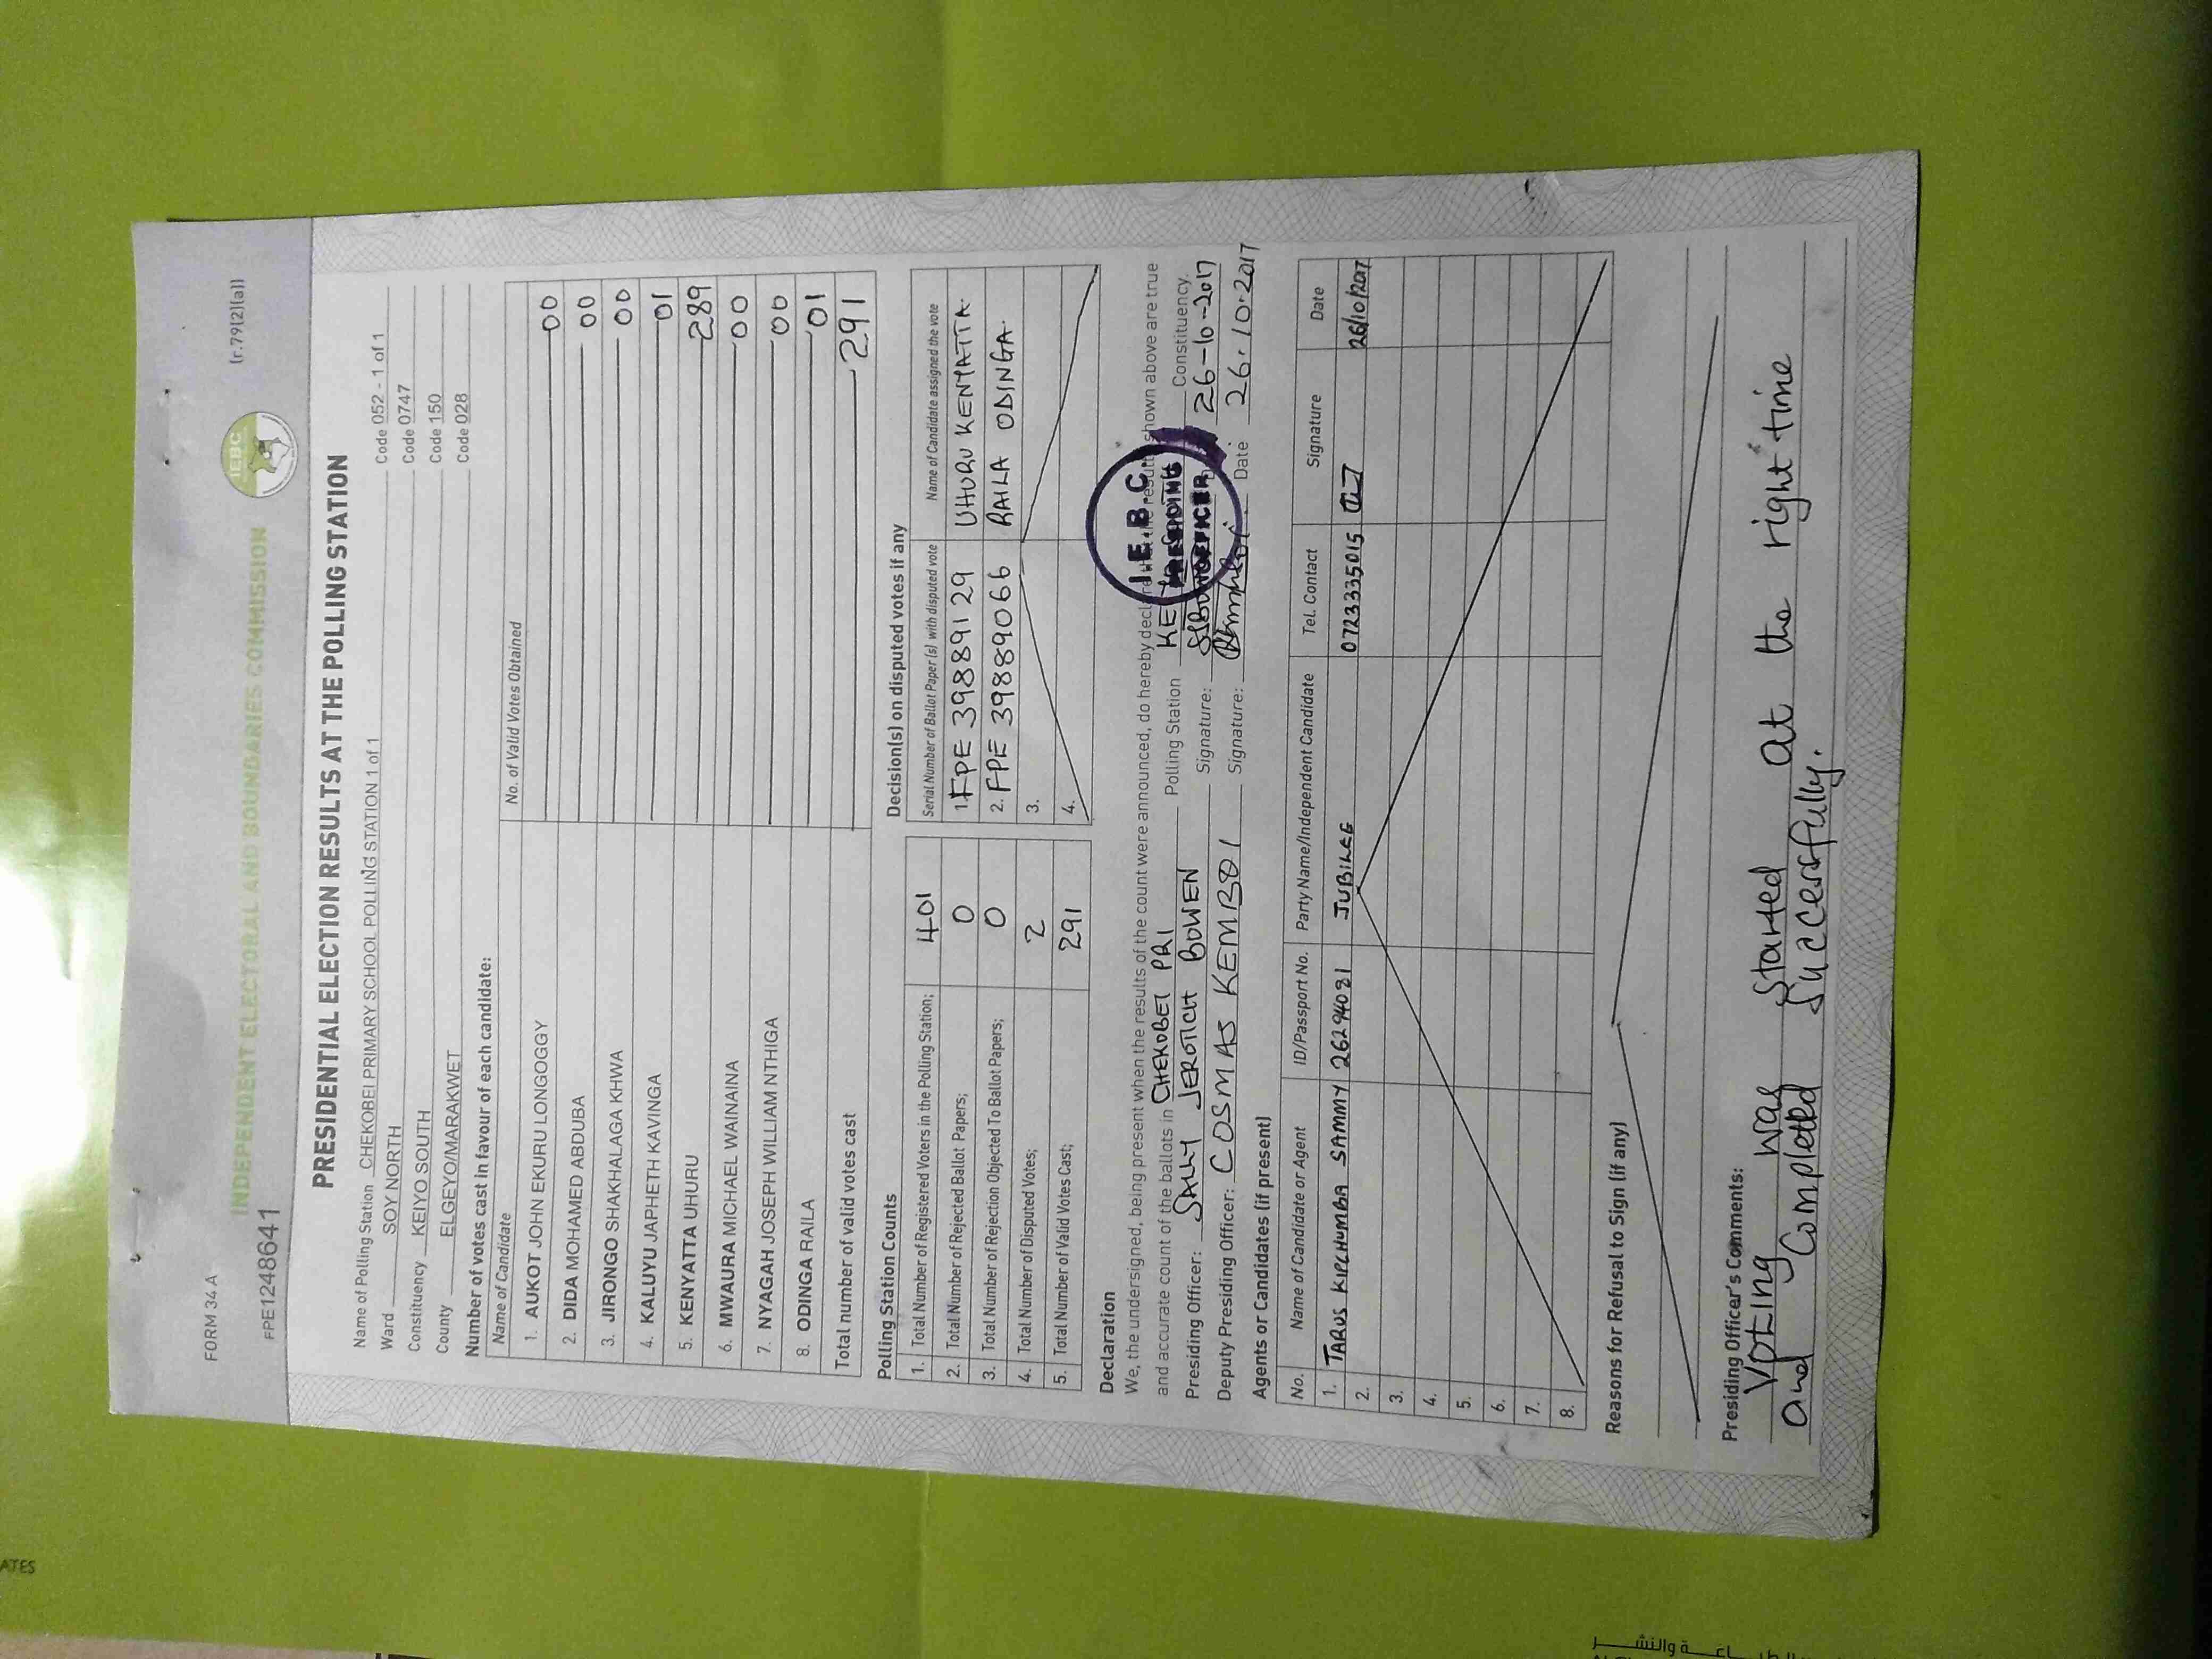 FORM 34 A
(r.79(2)(a))
FPE1248641
INDEPENDENT ELECTORAL AND BOUNDARIES COMMISSION
IEBC
PRESIDENTIAL ELECTION RESULTS AT THE POLLING STATION
Name of Polling Station CHEKOBEI PRIMARY SCHOOL POLLING STATION 1 of 1 Code 052 - 1 of 1
Ward SOY NORTH Code 0747
Constituency KEIYO SOUTH Code 150
County ELGEYO/MARAKWET Code 028
Number of votes cast in favour of each candidate:
Name of Candidate No. of Valid Votes Obtained
1. AUKOT JOHN EKURU LONGOGGY 00
2. DIDA MOHAMED ABDUBA 00
3. JIRONGO SHAKHALAGA KHWA 00
4. KALUYU JAPHETH KAVINGA 01
5. KENYATTA UHURU 289
6. MWAURA MICHAEL WAINAINA 00
7. NYAGAH JOSEPH WILLIAM NTHIGA 00
8. ODINGA RAILA 01
Total number of valid votes cast 291
Polling Station Counts
1. Total Number of Registered Voters in the Polling Station; 401
2. Total Number of Rejected Ballot Papers; 0
3. Total Number of Rejection Objected To Ballot Papers; 0
4. Total Number of Disputed Votes; 2
5. Total Number of Valid Votes Cast; 291
Decision(s) on disputed votes if any
Serial Number of Ballot Paper (s) with disputed vote Name of Candidate assigned the vote
1. FPE 39889129 UHURU KENYATTA.
2. FPE 39889066 RAILA ODINGA.
3.
4.
Declaration
We, the undersigned, being present when the results of the count were announced, do hereby declare that the results shown above are true
and accurate count of the ballots in CHEKOBEI PRI Polling Station KE Constituency.
Presiding Officer: SALLY JEROTICH BOWEN Signature: 26-10-2017
Deputy Presiding Officer: COSMAS KEMBOI Signature: Date: 26.10.2017
I.E.B.C.
PRESIDING
OFFICER
Agents or Candidates (if present)
No. Name of Candidate or Agent ID/Passport No. Party Name/Independent Candidate Tel. Contact Signature Date
1. TARUS KIPCHUMBA SAMMY 26294081 JUBILEE 0723335015 26/10/2017
2.
3.
4.
5.
6.
7.
8.
Reasons for Refusal to Sign (if any)
Presiding Officer's Comments:
Voting was started at the right time
and Completed Successfully.
ATES